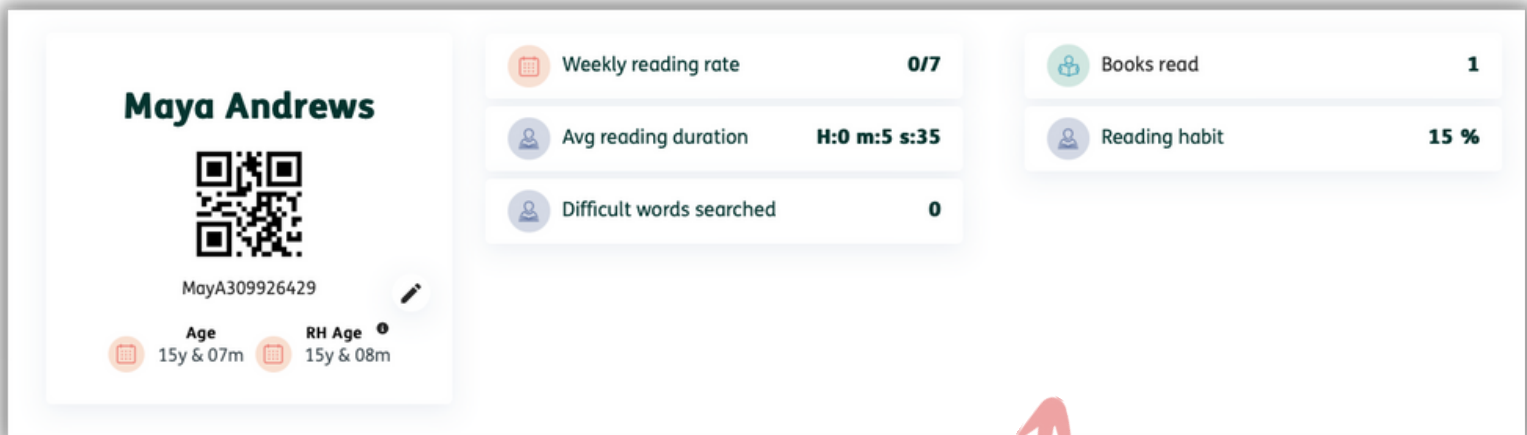 Maya Andrews
MayA309926429
Age
15y & 07m
RH Age
15y & 08m
Weekly reading rate 0/7
Avg reading duration H:0 m:5 s:35
Difficult words searched 0
Books read 1
Reading habit 15 %